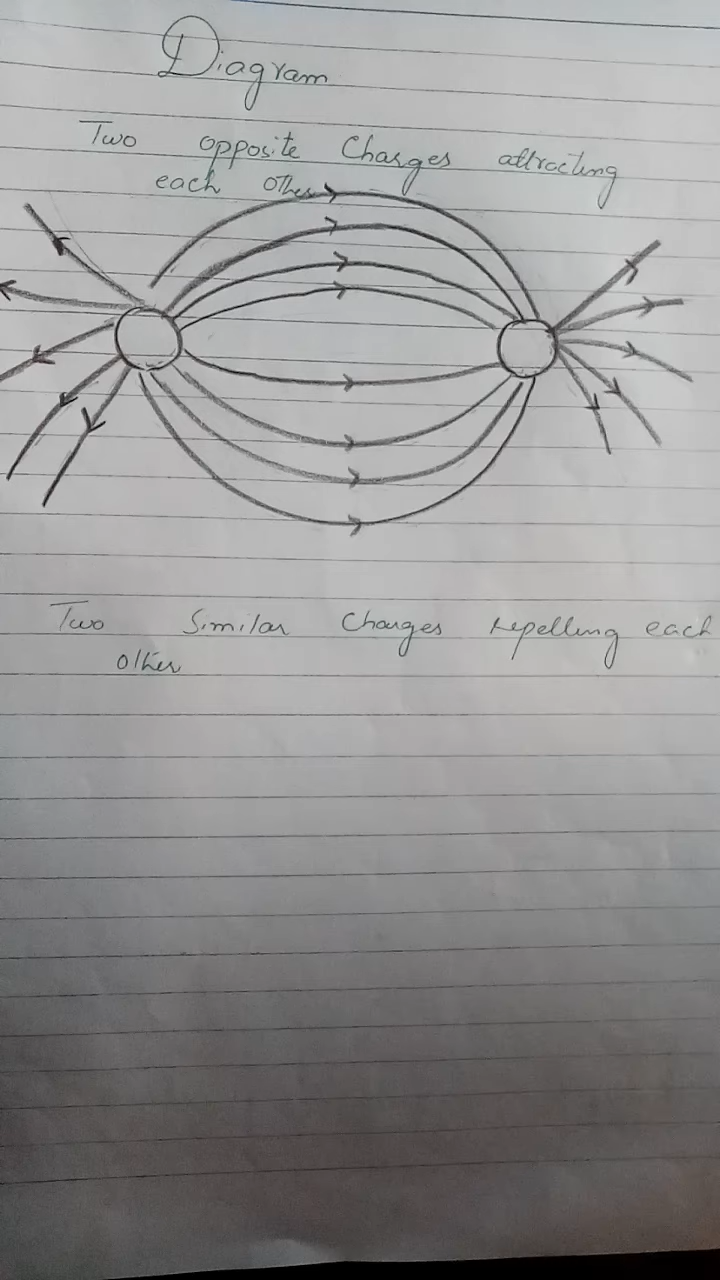 Diagram
Two opposite Charges attracting
each other
Two Similar Charges repelling each
other